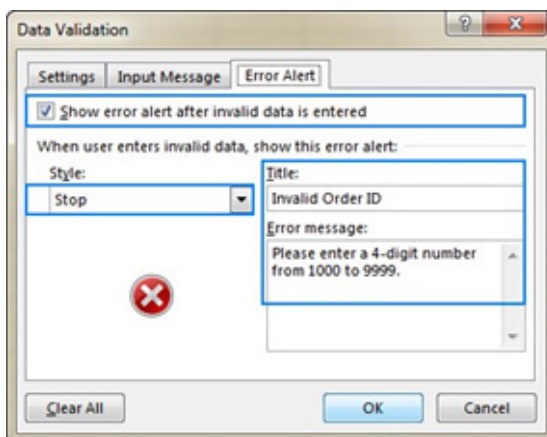 Data Validation
?
Settings
Input Message
Error Alert
Show error alert after invalid data is entered
When user enters invalid data, show this error alert:
Style:
Stop
Title:
Invalid Order ID
Error message:
Please enter a 4-digit number
from 1000 to 9999.
Clear All
OK
Cancel